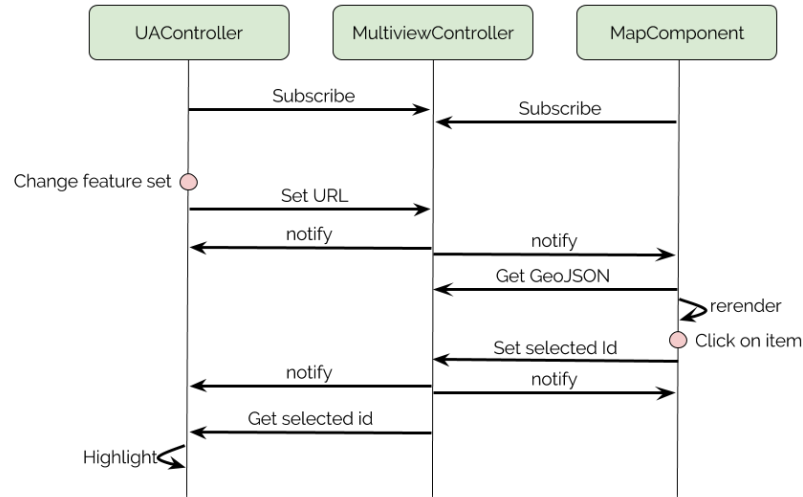 UAController
MultiviewController
MapComponent
Subscribe
Subscribe
Change feature set
Set URL
notify
notify
Get GeoJSON
rerender
Click on item
Set selected Id
notify
notify
Get selected id
Highlight